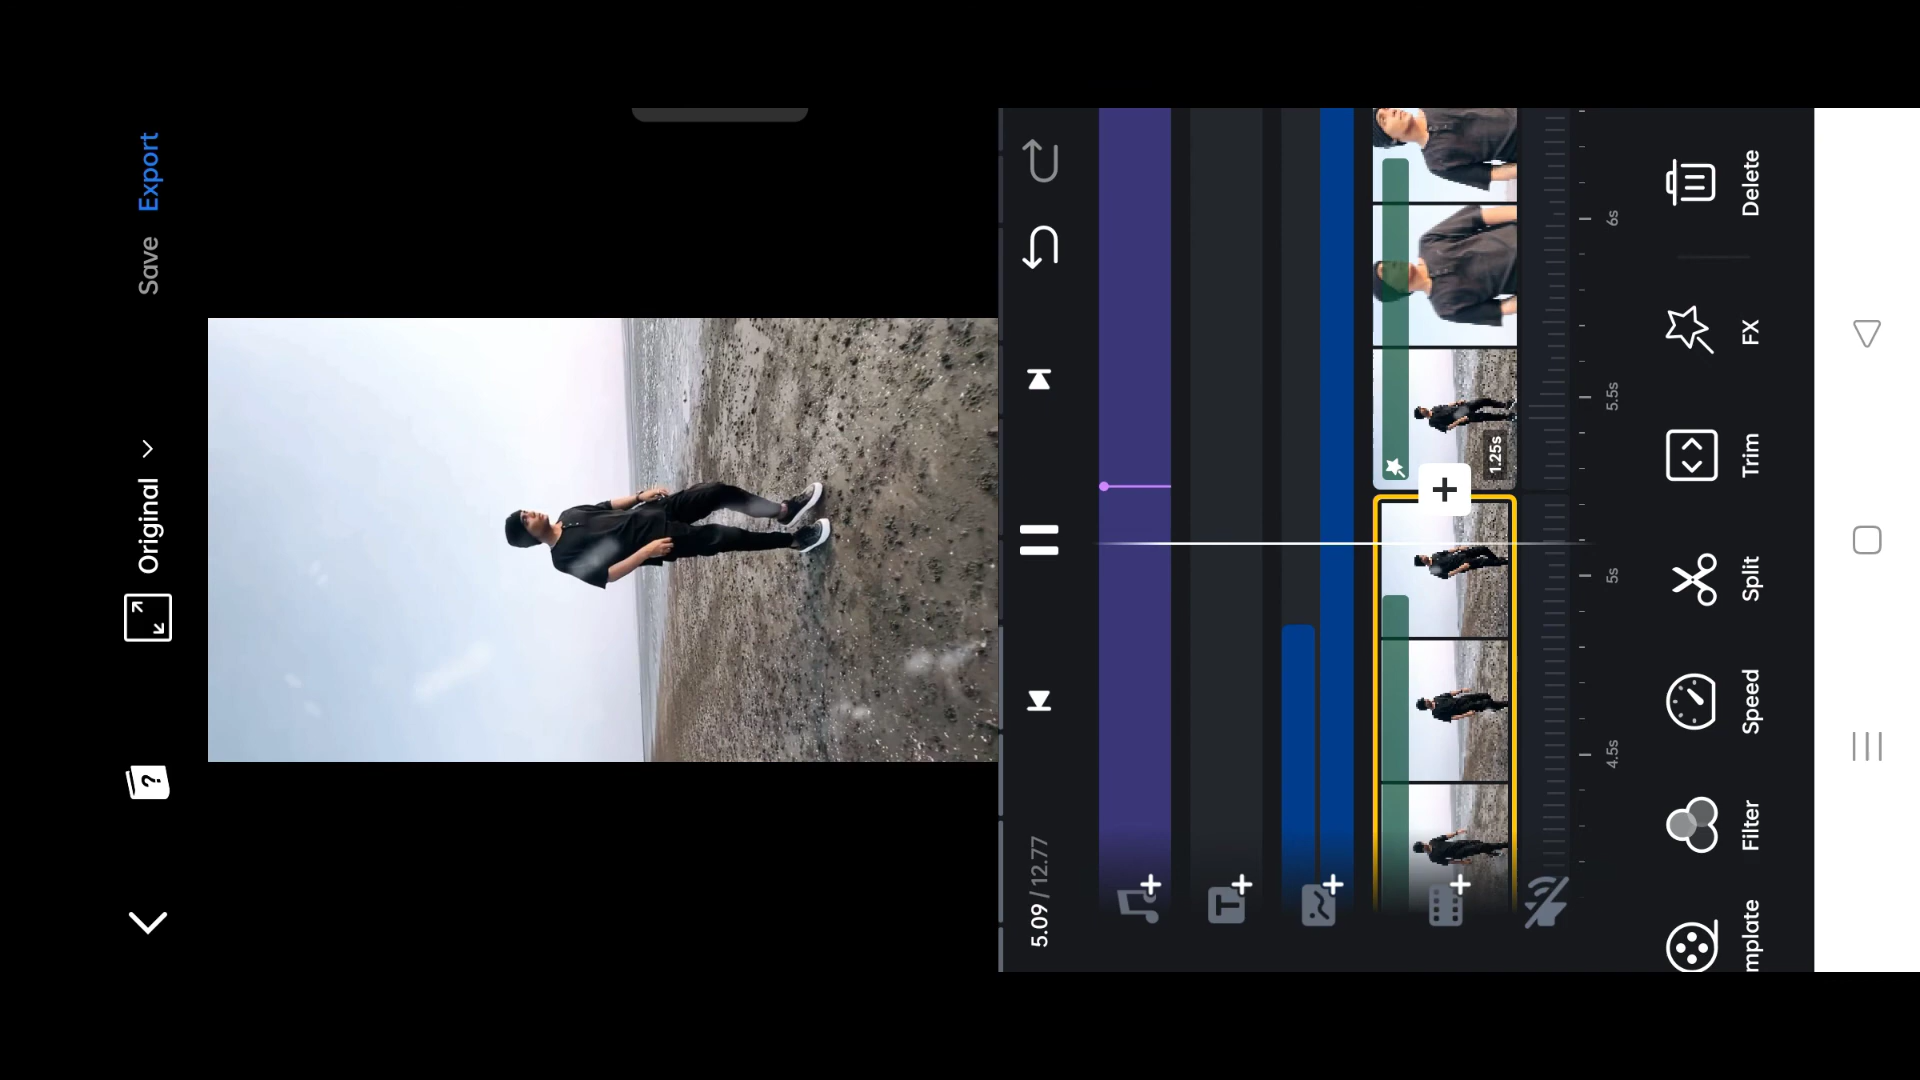 Original
Save
Export
5.09 / 12.77
T
1.25s
4.5s
5s
5.5s
6s
mplate
Filter
Speed
Split
Trim
FX
Delete